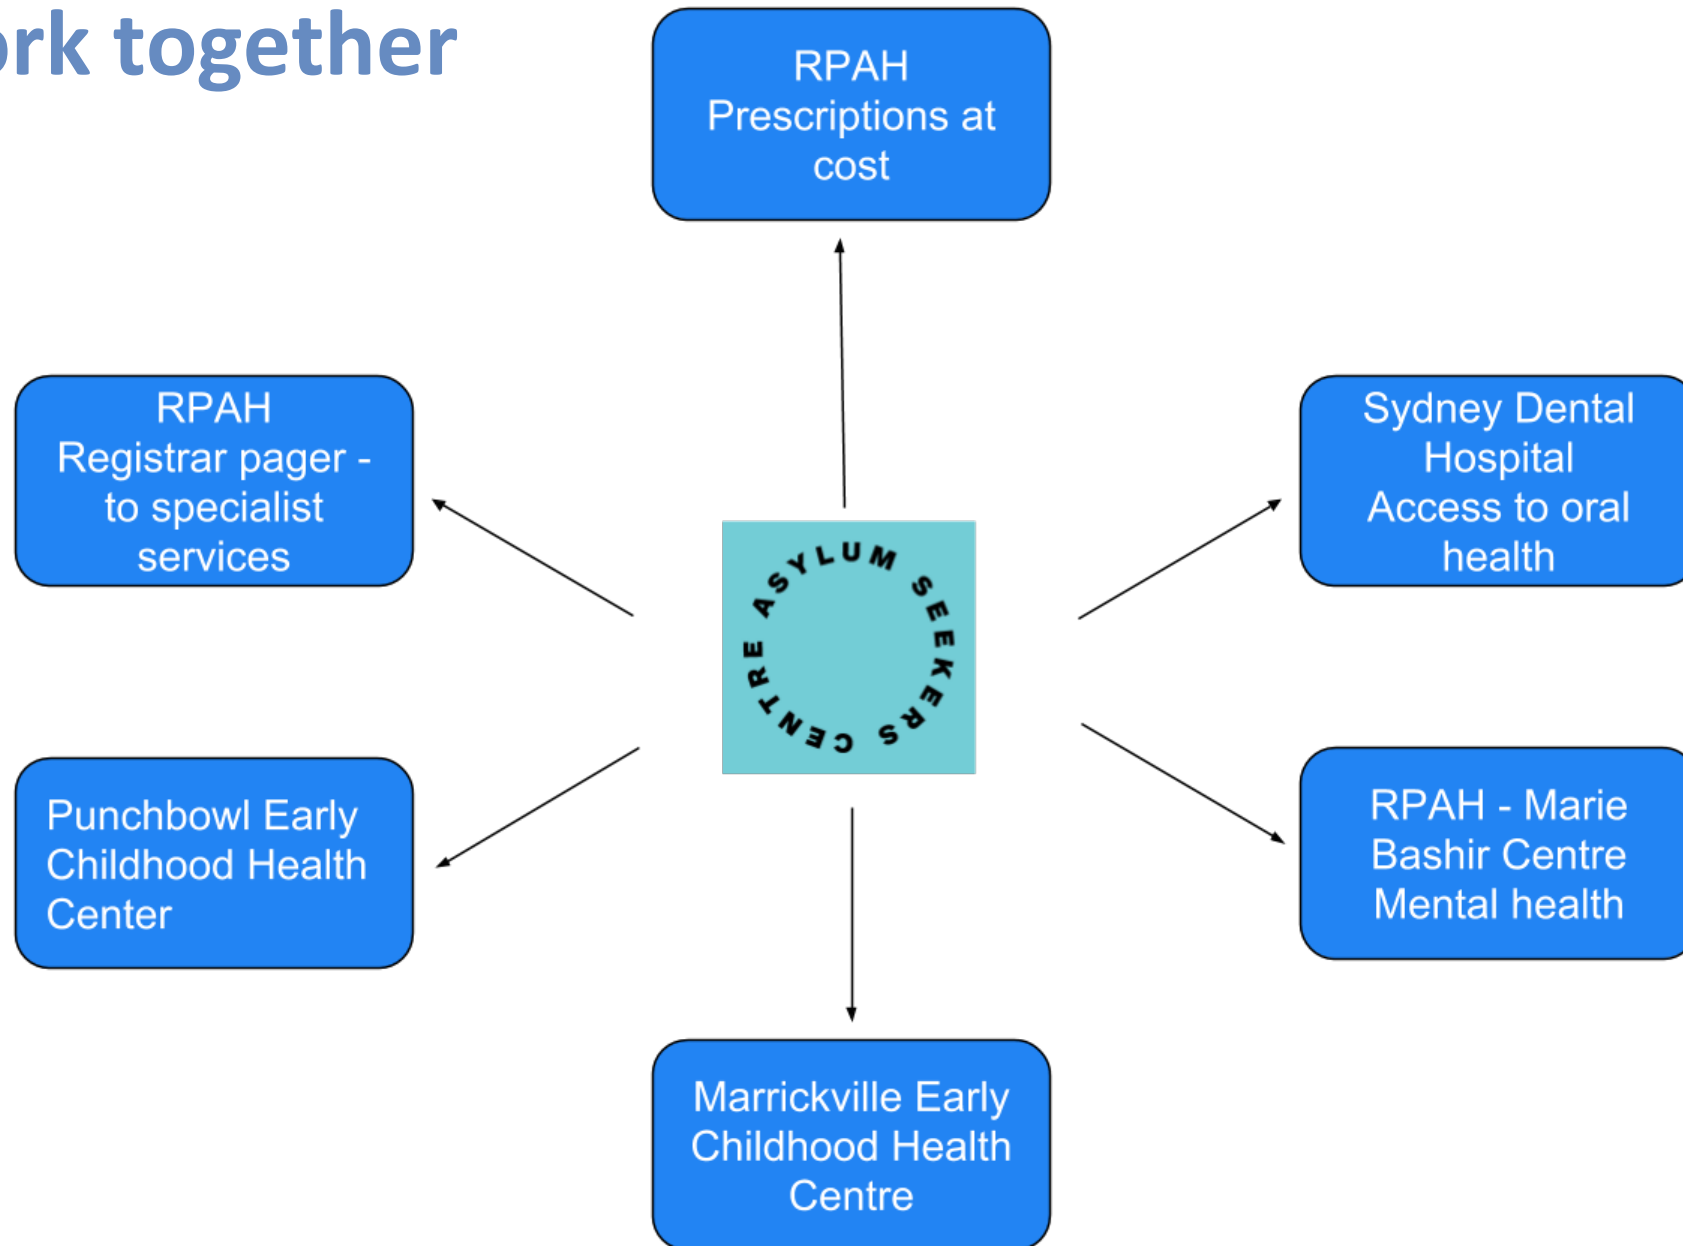 ork together
RPAH
Prescriptions at
cost
RPAH
Registrar pager -
to specialist
services
Sydney Dental
Hospital
Access to oral
health
ASYLUM SEEKERS CENTRE
Punchbowl Early
Childhood Health
Center
RPAH - Marie
Bashir Centre
Mental health
Marrickville Early
Childhood Health
Centre